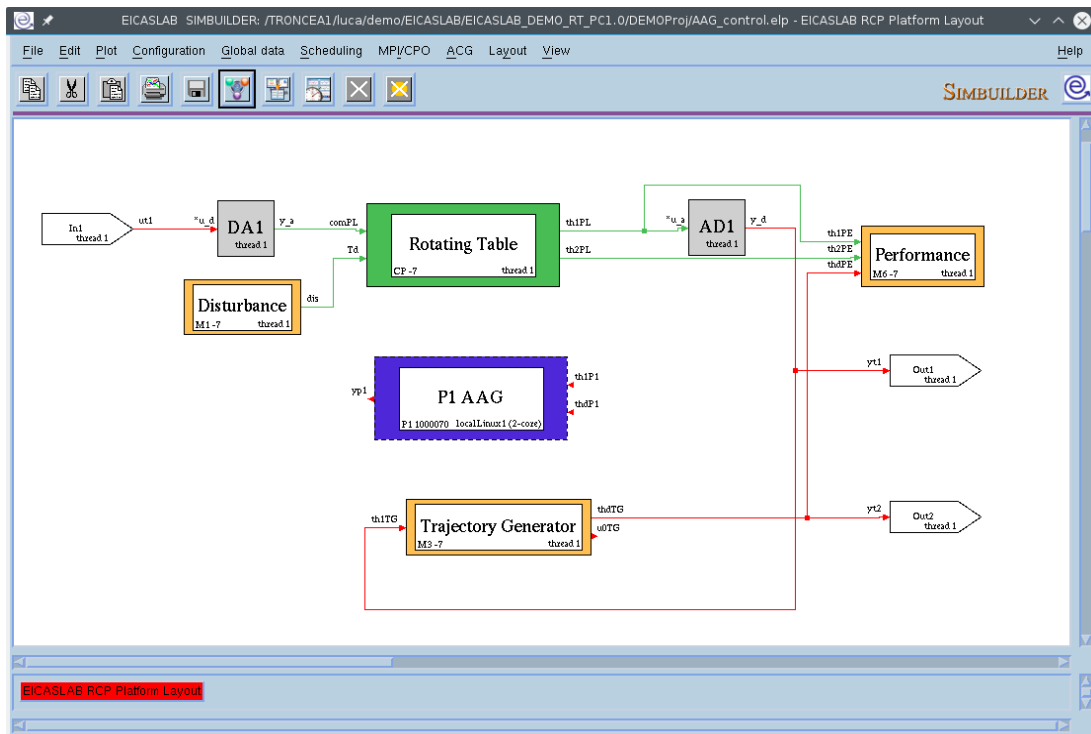 EICASLAB SIMBUILDER: /TRONCEA1/luca/demo/EICASLAB/EICASLAB_DEMO_RT_PC1.0/DEMOProj/AAG_control.elp - EICASLAB RCP Platform Layout
File Edit Plot Configuration Global data Scheduling MPI/CPO ACG Layout View Help
SIMBUILDER
In1
thread 1
ut1
*u_d
DA1
thread 1
y_a
comPL
Td
Rotating Table
CP -7 thread 1
th1PL
th2PL
*u_a
AD1
thread 1
y_d
th1PE
th2PE
thdPE
Performance
M6 -7 thread 1
Disturbance
M1 -7 thread 1
dis
yp1
P1 AAG
P1 1000070 localLinux1 (2-core)
th1P1
thdP1
yt1
Out1
thread 1
th1TG
Trajectory Generator
M3 -7 thread 1
thdTG
u0TG
yt2
Out2
thread 1
EICASLAB RCP Platform Layout